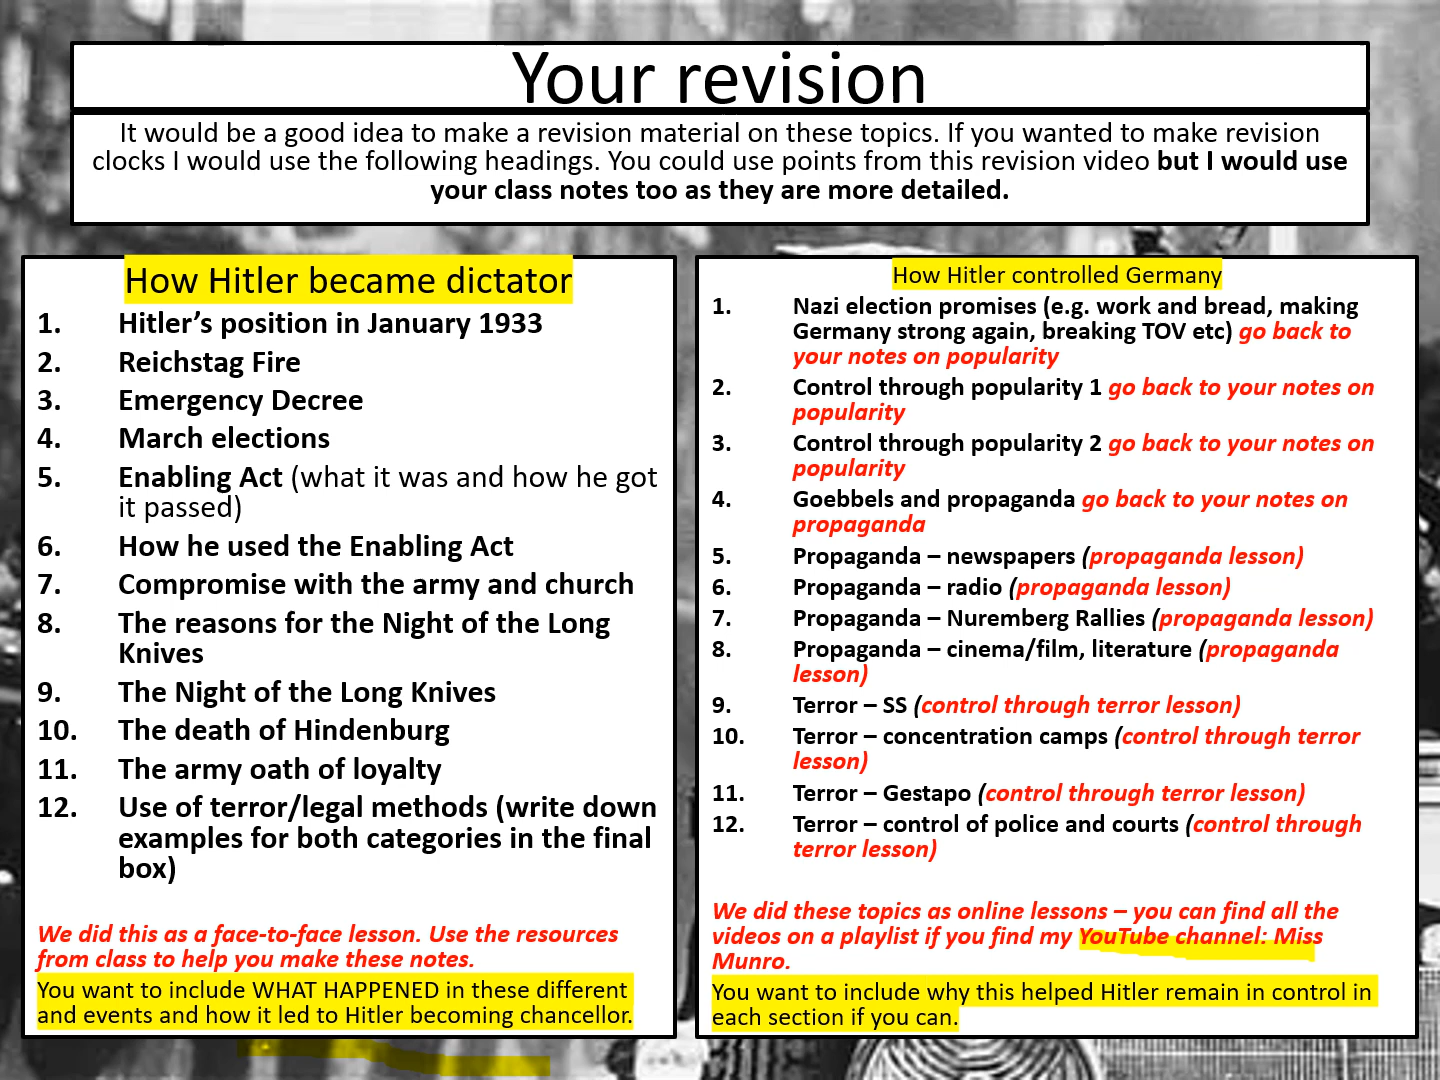 Your revision
It would be a good idea to make a revision material on these topics. If you wanted to make revision
clocks I would use the following headings. You could use points from this revision video but I would use
your class notes too as they are more detailed.
How Hitler became dictator
1. Hitler’s position in January 1933
2. Reichstag Fire
3. Emergency Decree
4. March elections
5. Enabling Act (what it was and how he got
it passed)
6. How he used the Enabling Act
7. Compromise with the army and church
8. The reasons for the Night of the Long
Knives
9. The Night of the Long Knives
10. The death of Hindenburg
11. The army oath of loyalty
12. Use of terror/legal methods (write down
examples for both categories in the final
box)
We did this as a face-to-face lesson. Use the resources
from class to help you make these notes.
You want to include WHAT HAPPENED in these different
and events and how it led to Hitler becoming chancellor.
How Hitler controlled Germany
1. Nazi election promises (e.g. work and bread, making
Germany strong again, breaking TOV etc) go back to
your notes on popularity
2. Control through popularity 1 go back to your notes on
popularity
3. Control through popularity 2 go back to your notes on
popularity
4. Goebbels and propaganda go back to your notes on
propaganda
5. Propaganda – newspapers (propaganda lesson)
6. Propaganda – radio (propaganda lesson)
7. Propaganda – Nuremberg Rallies (propaganda lesson)
8. Propaganda – cinema/film, literature (propaganda
lesson)
9. Terror – SS (control through terror lesson)
10. Terror – concentration camps (control through terror
lesson)
11. Terror – Gestapo (control through terror lesson)
12. Terror – control of police and courts (control through
terror lesson)
We did these topics as online lessons – you can find all the
videos on a playlist if you find my YouTube channel: Miss
Munro.
You want to include why this helped Hitler remain in control in
each section if you can.